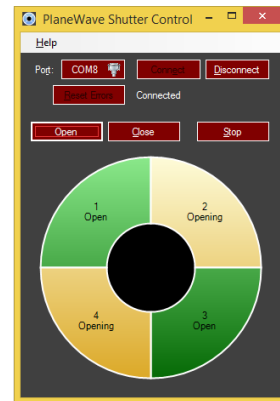 PlaneWave Shutter Control
Help
Port: COM8 Connect Disconnect
Reset Errors Connected
Open Close Stop
1
Open
2
Opening
4
Opening
3
Open